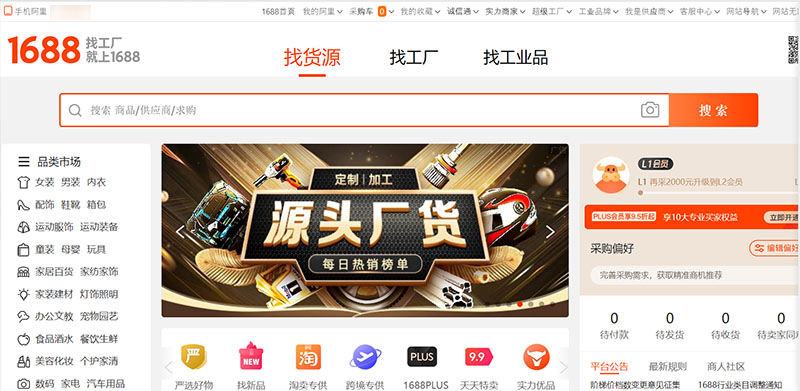 手机阿里
1688首页 我的阿里 采购车 0 我的收藏 诚信通 实力商家 超级工厂 工业品牌 我是供应商 客服中心 网站导航 网站无
1688 找工厂 就上1688
找货源 找工厂 找工业品
搜索 商品/供应商/求购
搜 索
品类市场
女装 男装 内衣
配饰 鞋靴 箱包
运动服饰 运动装备
童装 母婴 玩具
家居百货 家纺家饰
家装建材 灯饰照明
办公文教 宠物园艺
食品酒水 餐饮生鲜
美容化妆 个护家清
数码 家电 汽车用品
定制 | 加工
源头厂货
每日热销榜单
L1会员
L1 再采2000元升级到L2会员
PLUS会员享9.5折起 享10大专业买家权益 立即开通
采购偏好 编辑偏好
完善采购需求，获取精准商机推荐
0 0 0 0
待付款 待发货 待收货 待卖家同
严 NEW 淘 PLUS 9.9
严选好物 找新品 淘卖专供 跨境专供 1688PLUS 天天特卖 实力优品
平台公告 最新规则 商人社区
阶梯价档数变更意见征集 1688行业类目调整通知